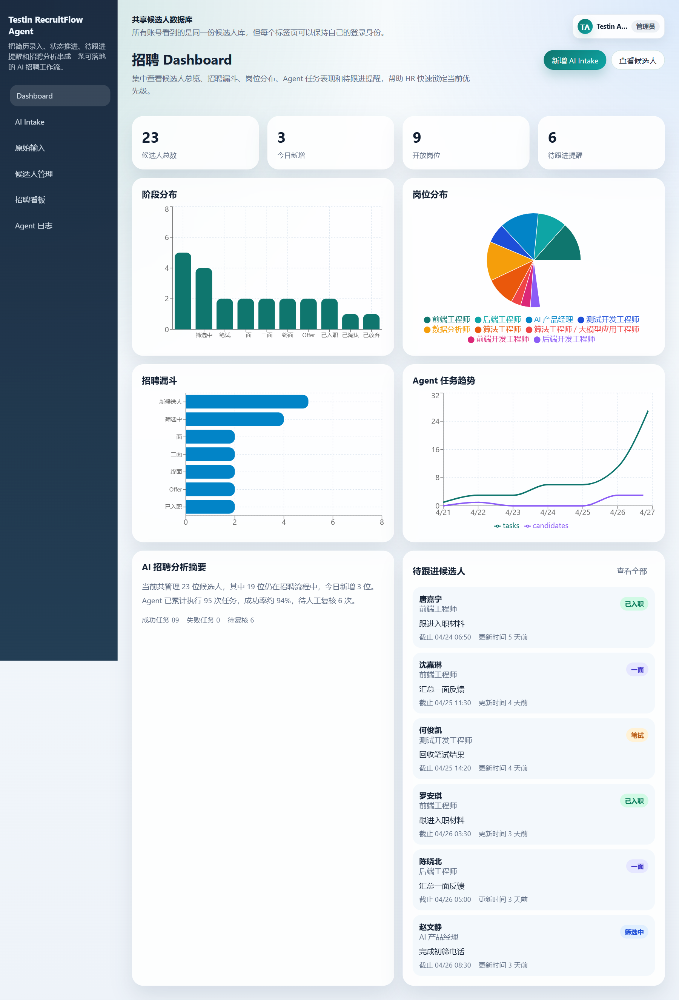 Testin RecruitFlow
Agent
把简历录入、状态推进、待跟进
提醒和招聘分析串成一条可落地
的 AI 招聘工作流。
Dashboard
AI Intake
原始输入
候选人管理
招聘看板
Agent 日志
共享候选人数据库
所有账号看到的是同一份候选人库，但每个标签页可以保持自己的登录身份。
TA Testin A... 管理员
招聘 Dashboard
集中查看候选人总览、招聘漏斗、岗位分布、Agent 任务表现和待跟进提醒，帮助 HR 快速锁定当前优
先级。
新增 AI Intake
查看候选人
23
候选人总数
3
今日新增
9
开放岗位
6
待跟进提醒
阶段分布
8
6
4
2
0
筛选中 笔试 一面 二面 终面 Offer 已入职 已淘汰 已放弃
岗位分布
前端工程师 后端工程师 AI 产品经理 测试开发工程师
数据分析师 算法工程师 算法工程师 / 大模型应用工程师
前端开发工程师 后端开发工程师
招聘漏斗
新候选人
筛选中
一面
二面
终面
Offer
已入职
0 2 4 6 8
Agent 任务趋势
32
24
16
8
0
4/21 4/22 4/23 4/24 4/25 4/26 4/27
tasks candidates
AI 招聘分析摘要
当前共管理 23 位候选人，其中 19 位仍在招聘流程中，今日新增 3 位。
Agent 已累计执行 95 次任务，成功率约 94%，待人工复核 6 次。
成功任务 89 失败任务 0 待复核 6
待跟进候选人
查看全部
唐嘉宁
前端工程师
已入职
跟进入职材料
截止 04/24 06:50 更新时间 5 天前
沈嘉琳
前端工程师
一面
汇总一面反馈
截止 04/25 11:30 更新时间 4 天前
何俊凯
测试开发工程师
笔试
回收笔试结果
截止 04/25 14:20 更新时间 4 天前
罗安琪
前端工程师
已入职
跟进入职材料
截止 04/26 03:30 更新时间 3 天前
陈晓北
后端工程师
一面
汇总一面反馈
截止 04/26 05:00 更新时间 3 天前
赵文静
AI 产品经理
筛选中
完成初筛电话
截止 04/26 08:30 更新时间 3 天前